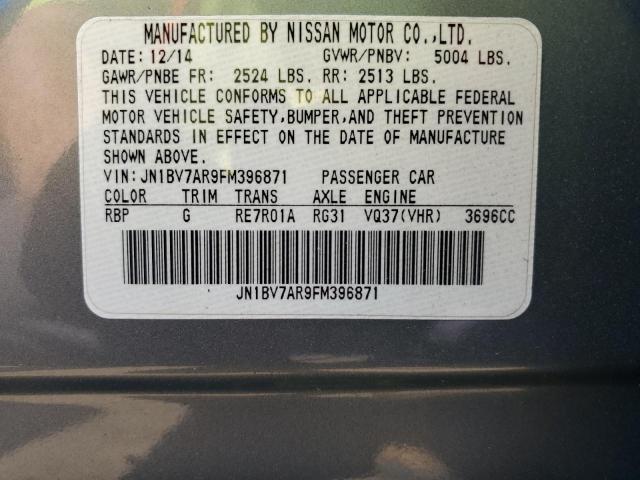 MANUFACTURED BY NISSAN MOTOR CO.,LTD.
DATE: 12/14 GVWR/PNBV: 5004 LBS.
GAWR/PNBE FR: 2524 LBS. RR: 2513 LBS.
THIS VEHICLE CONFORMS TO ALL APPLICABLE FEDERAL
MOTOR VEHICLE SAFETY,BUMPER,AND THEFT PREVENTION
STANDARDS IN EFFECT ON THE DATE OF MANUFACTURE
SHOWN ABOVE.
VIN:JN1BV7AR9FM396871 PASSENGER CAR
COLOR TRIM TRANS AXLE ENGINE
RBP G RE7R01A RG31 VQ37(VHR) 3696CC
JN1BV7AR9FM396871